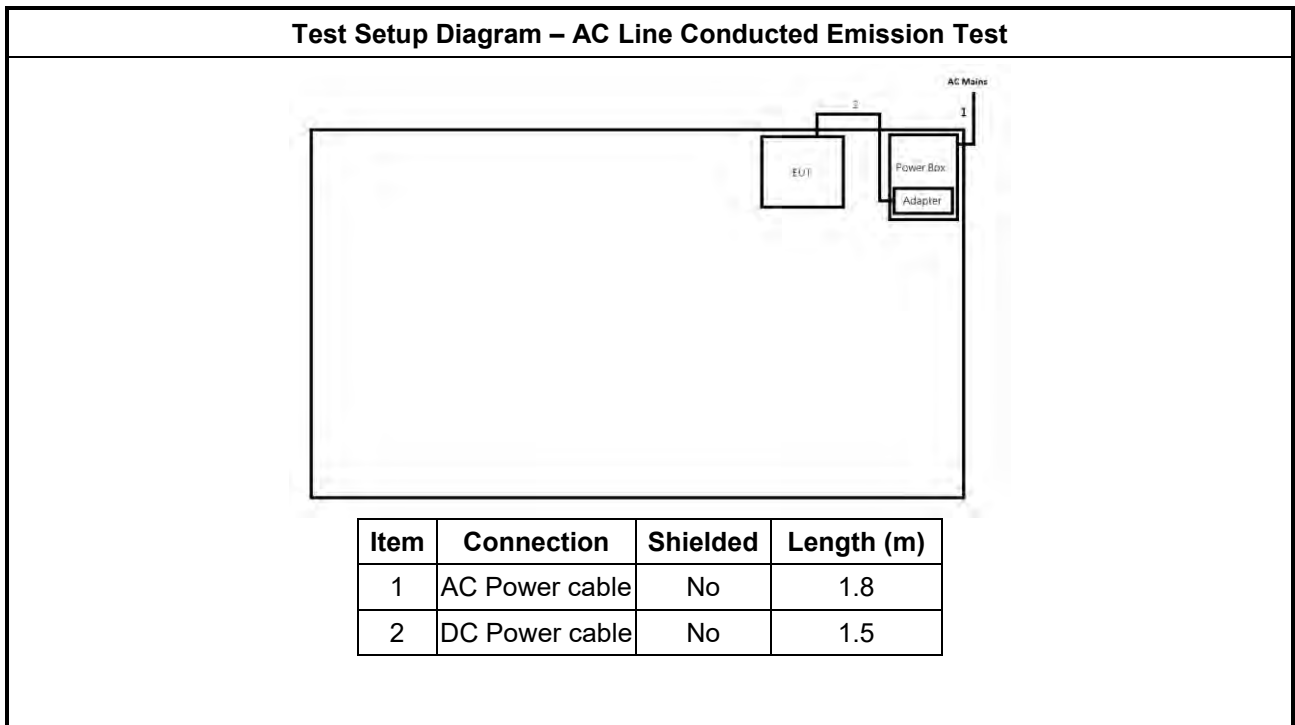 Test Setup Diagram – AC Line Conducted Emission Test
AC Mains
2
1
EUT
Power Box
Adapter
Item Connection Shielded Length (m)
1 AC Power cable No 1.8
2 DC Power cable No 1.5